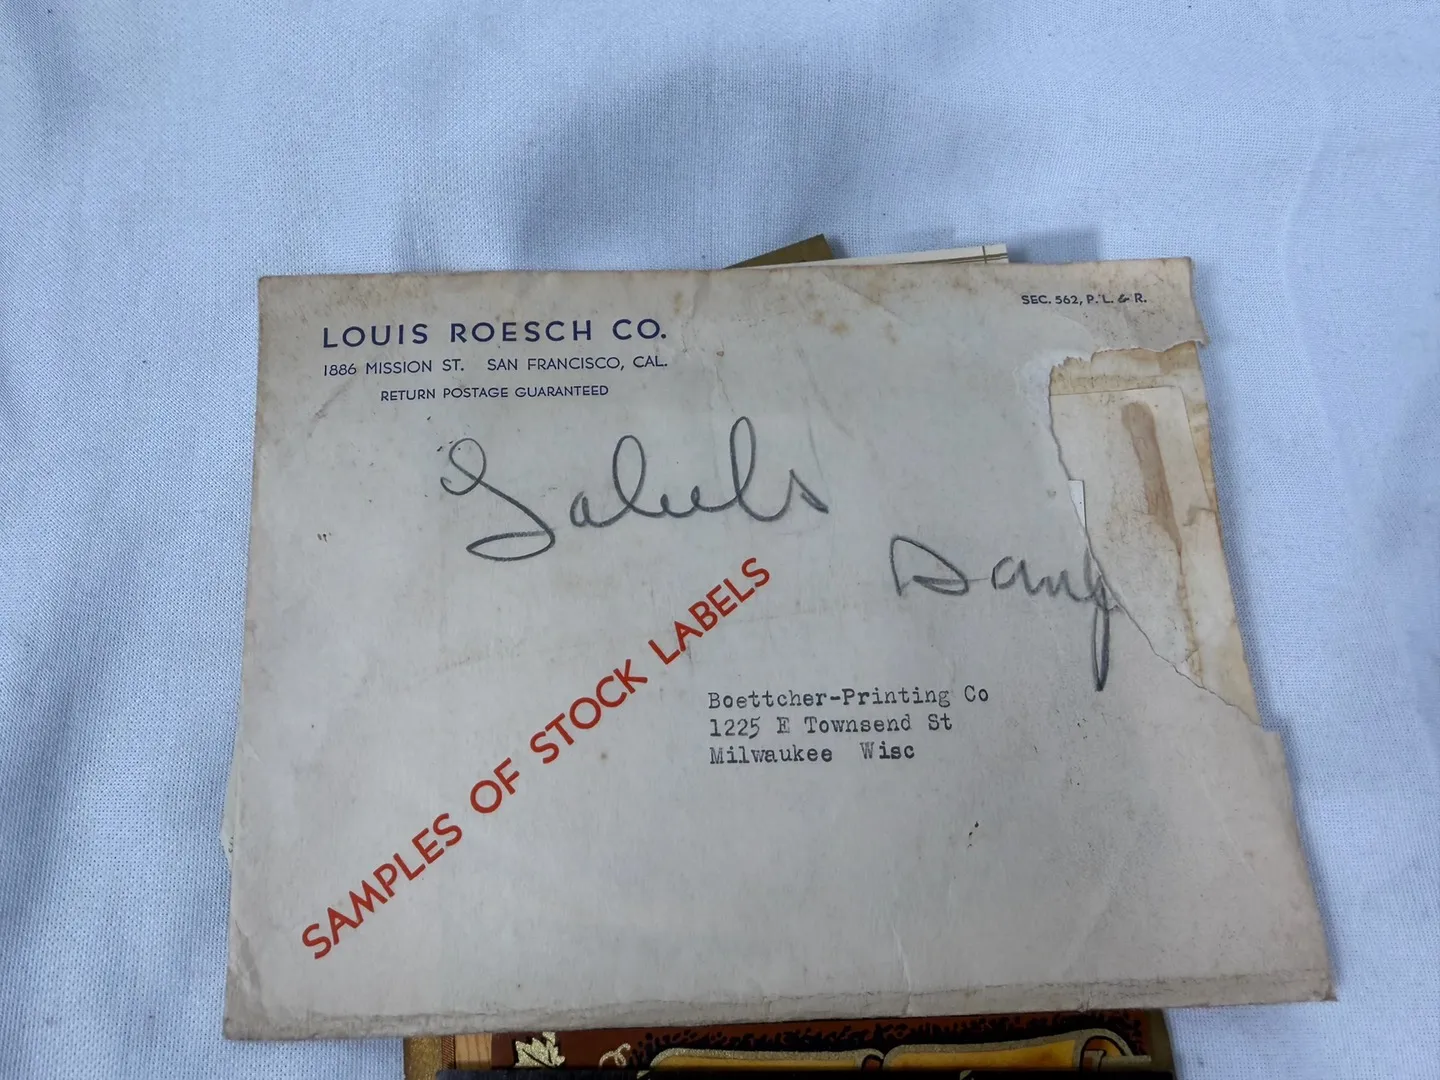 SEC. 562, P. L. & R.
LOUIS ROESCH CO.
1886 MISSION ST. SAN FRANCISCO, CAL.
RETURN POSTAGE GUARANTEED
Labels
SAMPLES OF STOCK LABELS
Boettcher-Printing Co
1225 E Townsend St
Milwaukee Wisc